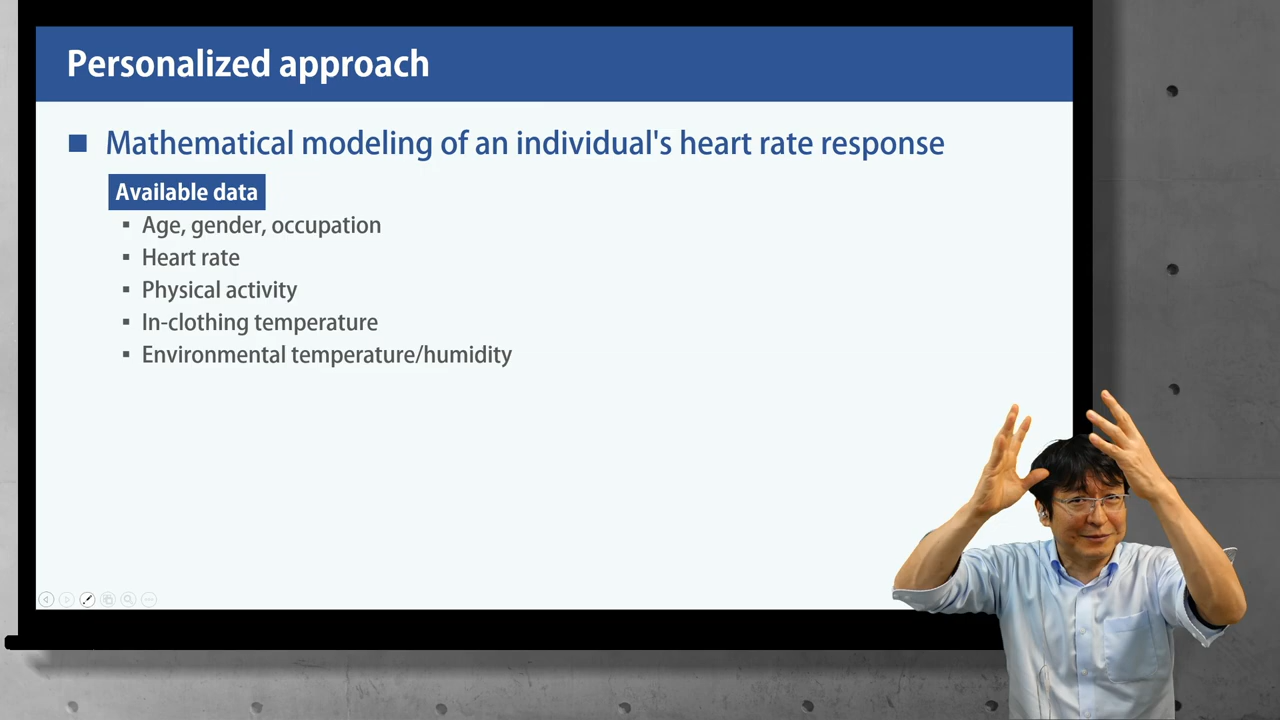 Personalized approach
Mathematical modeling of an individual's heart rate response
Available data
Age, gender, occupation
Heart rate
Physical activity
In-clothing temperature
Environmental temperature/humidity